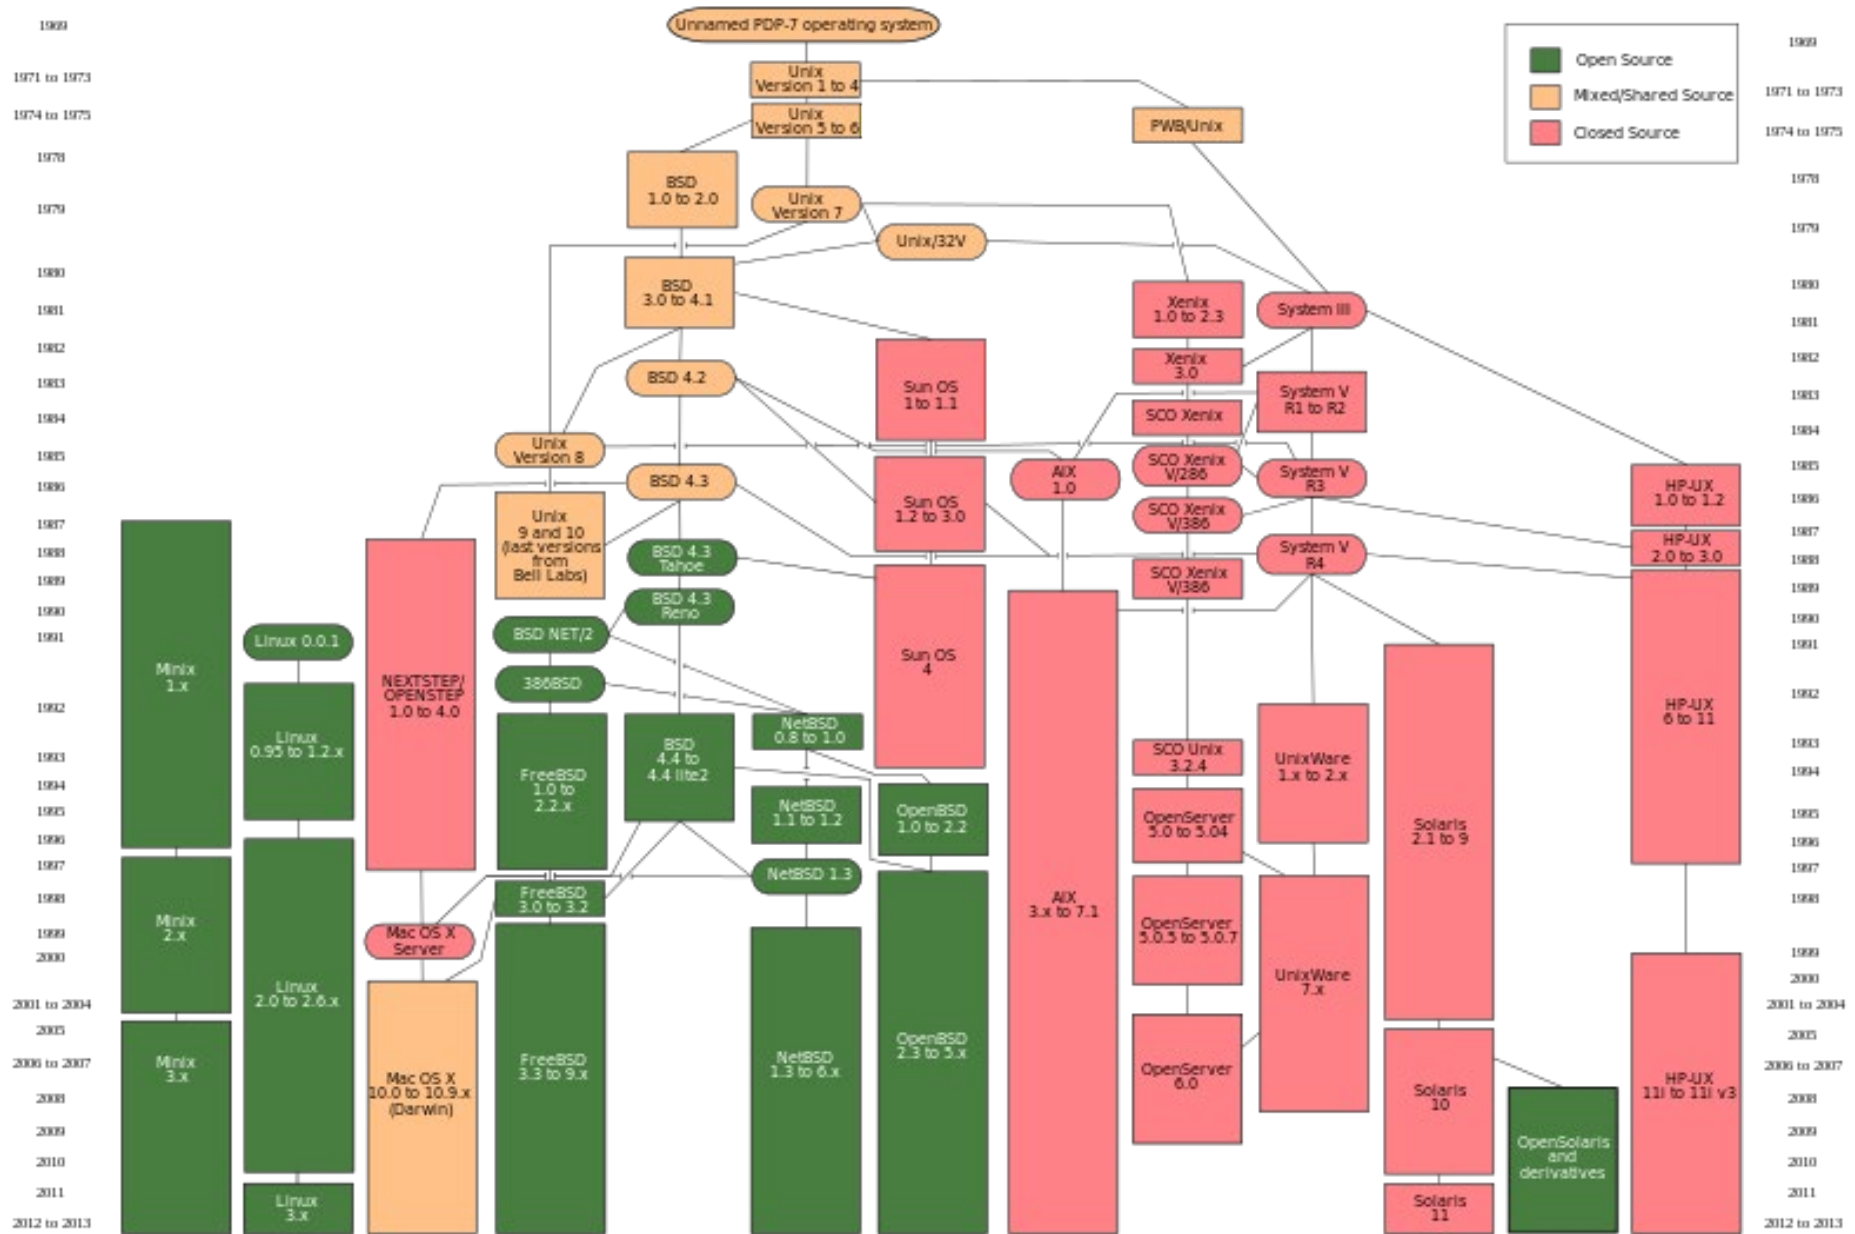 Unnamed PDP-7 operating system
Unix
Version 1 to 4
Unix
Version 5 to 6
PWB/Unix
BSD
1.0 to 2.0
Unix
Version 7
Unix/32V
BSD
3.0 to 4.1
Xenix
1.0 to 2.3
System III
Sun OS
1 to 1.1
Xenix
3.0
BSD 4.2
System V
R1 to R2
SCO Xenix
Unix
Version 8
SCO Xenix
V/286
AIX
1.0
System V
R3
BSD 4.3
Sun OS
1.2 to 3.0
HP-UX
1.0 to 1.2
Unix
9 and 10
(last versions
from
Bell Labs)
SCO Xenix
V/386
BSD 4.3
Tahoe
System V
R4
HP-UX
2.0 to 3.0
SCO Xenix
V/386
BSD 4.3
Reno
BSD NET/2
Linux 0.0.1
Minix
1.x
NEXTSTEP/
OPENSTEP
1.0 to 4.0
386BSD
Sun OS
4
HP-UX
6 to 11
Linux
0.95 to 1.2.x
FreeBSD
1.0 to
2.2.x
BSD
4.4 to
4.4 lite2
NetBSD
0.8 to 1.0
SCO Unix
3.2.4
UnixWare
1.x to 2.x
NetBSD
1.1 to 1.2
OpenBSD
1.0 to 2.2
OpenServer
5.0 to 5.04
Solaris
2.1 to 9
NetBSD 1.3
FreeBSD
3.0 to 3.2
AIX
3.x to 7.1
OpenServer
5.0.5 to 5.0.7
Minix
2.x
Mac OS X
Server
Linux
2.0 to 2.6.x
UnixWare
7.x
Minix
3.x
Mac OS X
10.0 to 10.9.x
(Darwin)
FreeBSD
3.3 to 9.x
NetBSD
1.3 to 6.x
OpenBSD
2.3 to 5.x
OpenServer
6.0
Solaris
10
HP-UX
11i to 11i v3
OpenSolaris
and
derivatives
Linux
3.x
Solaris
11
Open Source
Mixed/Shared Source
Closed Source
1969
1971 to 1973
1974 to 1975
1978
1979
1980
1981
1982
1983
1984
1985
1986
1987
1988
1989
1990
1991
1992
1993
1994
1995
1996
1997
1998
1999
2000
2001 to 2004
2005
2006 to 2007
2008
2009
2010
2011
2012 to 2013
1969
1971 to 1973
1974 to 1975
1978
1979
1980
1981
1982
1983
1984
1985
1986
1987
1988
1989
1990
1991
1992
1993
1994
1995
1996
1997
1998
1999
2000
2001 to 2004
2005
2006 to 2007
2008
2009
2010
2011
2012 to 2013